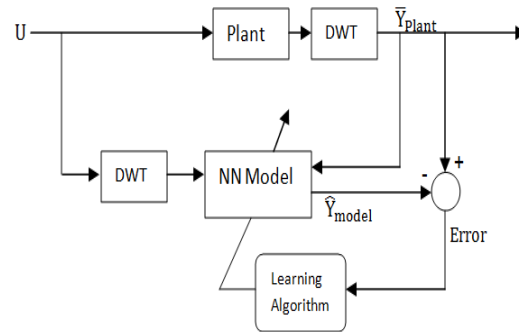 U
Plant
DWT
Ȳ_Plant
DWT
NN Model
-
+
Ŷ_model
Error
Learning
Algorithm